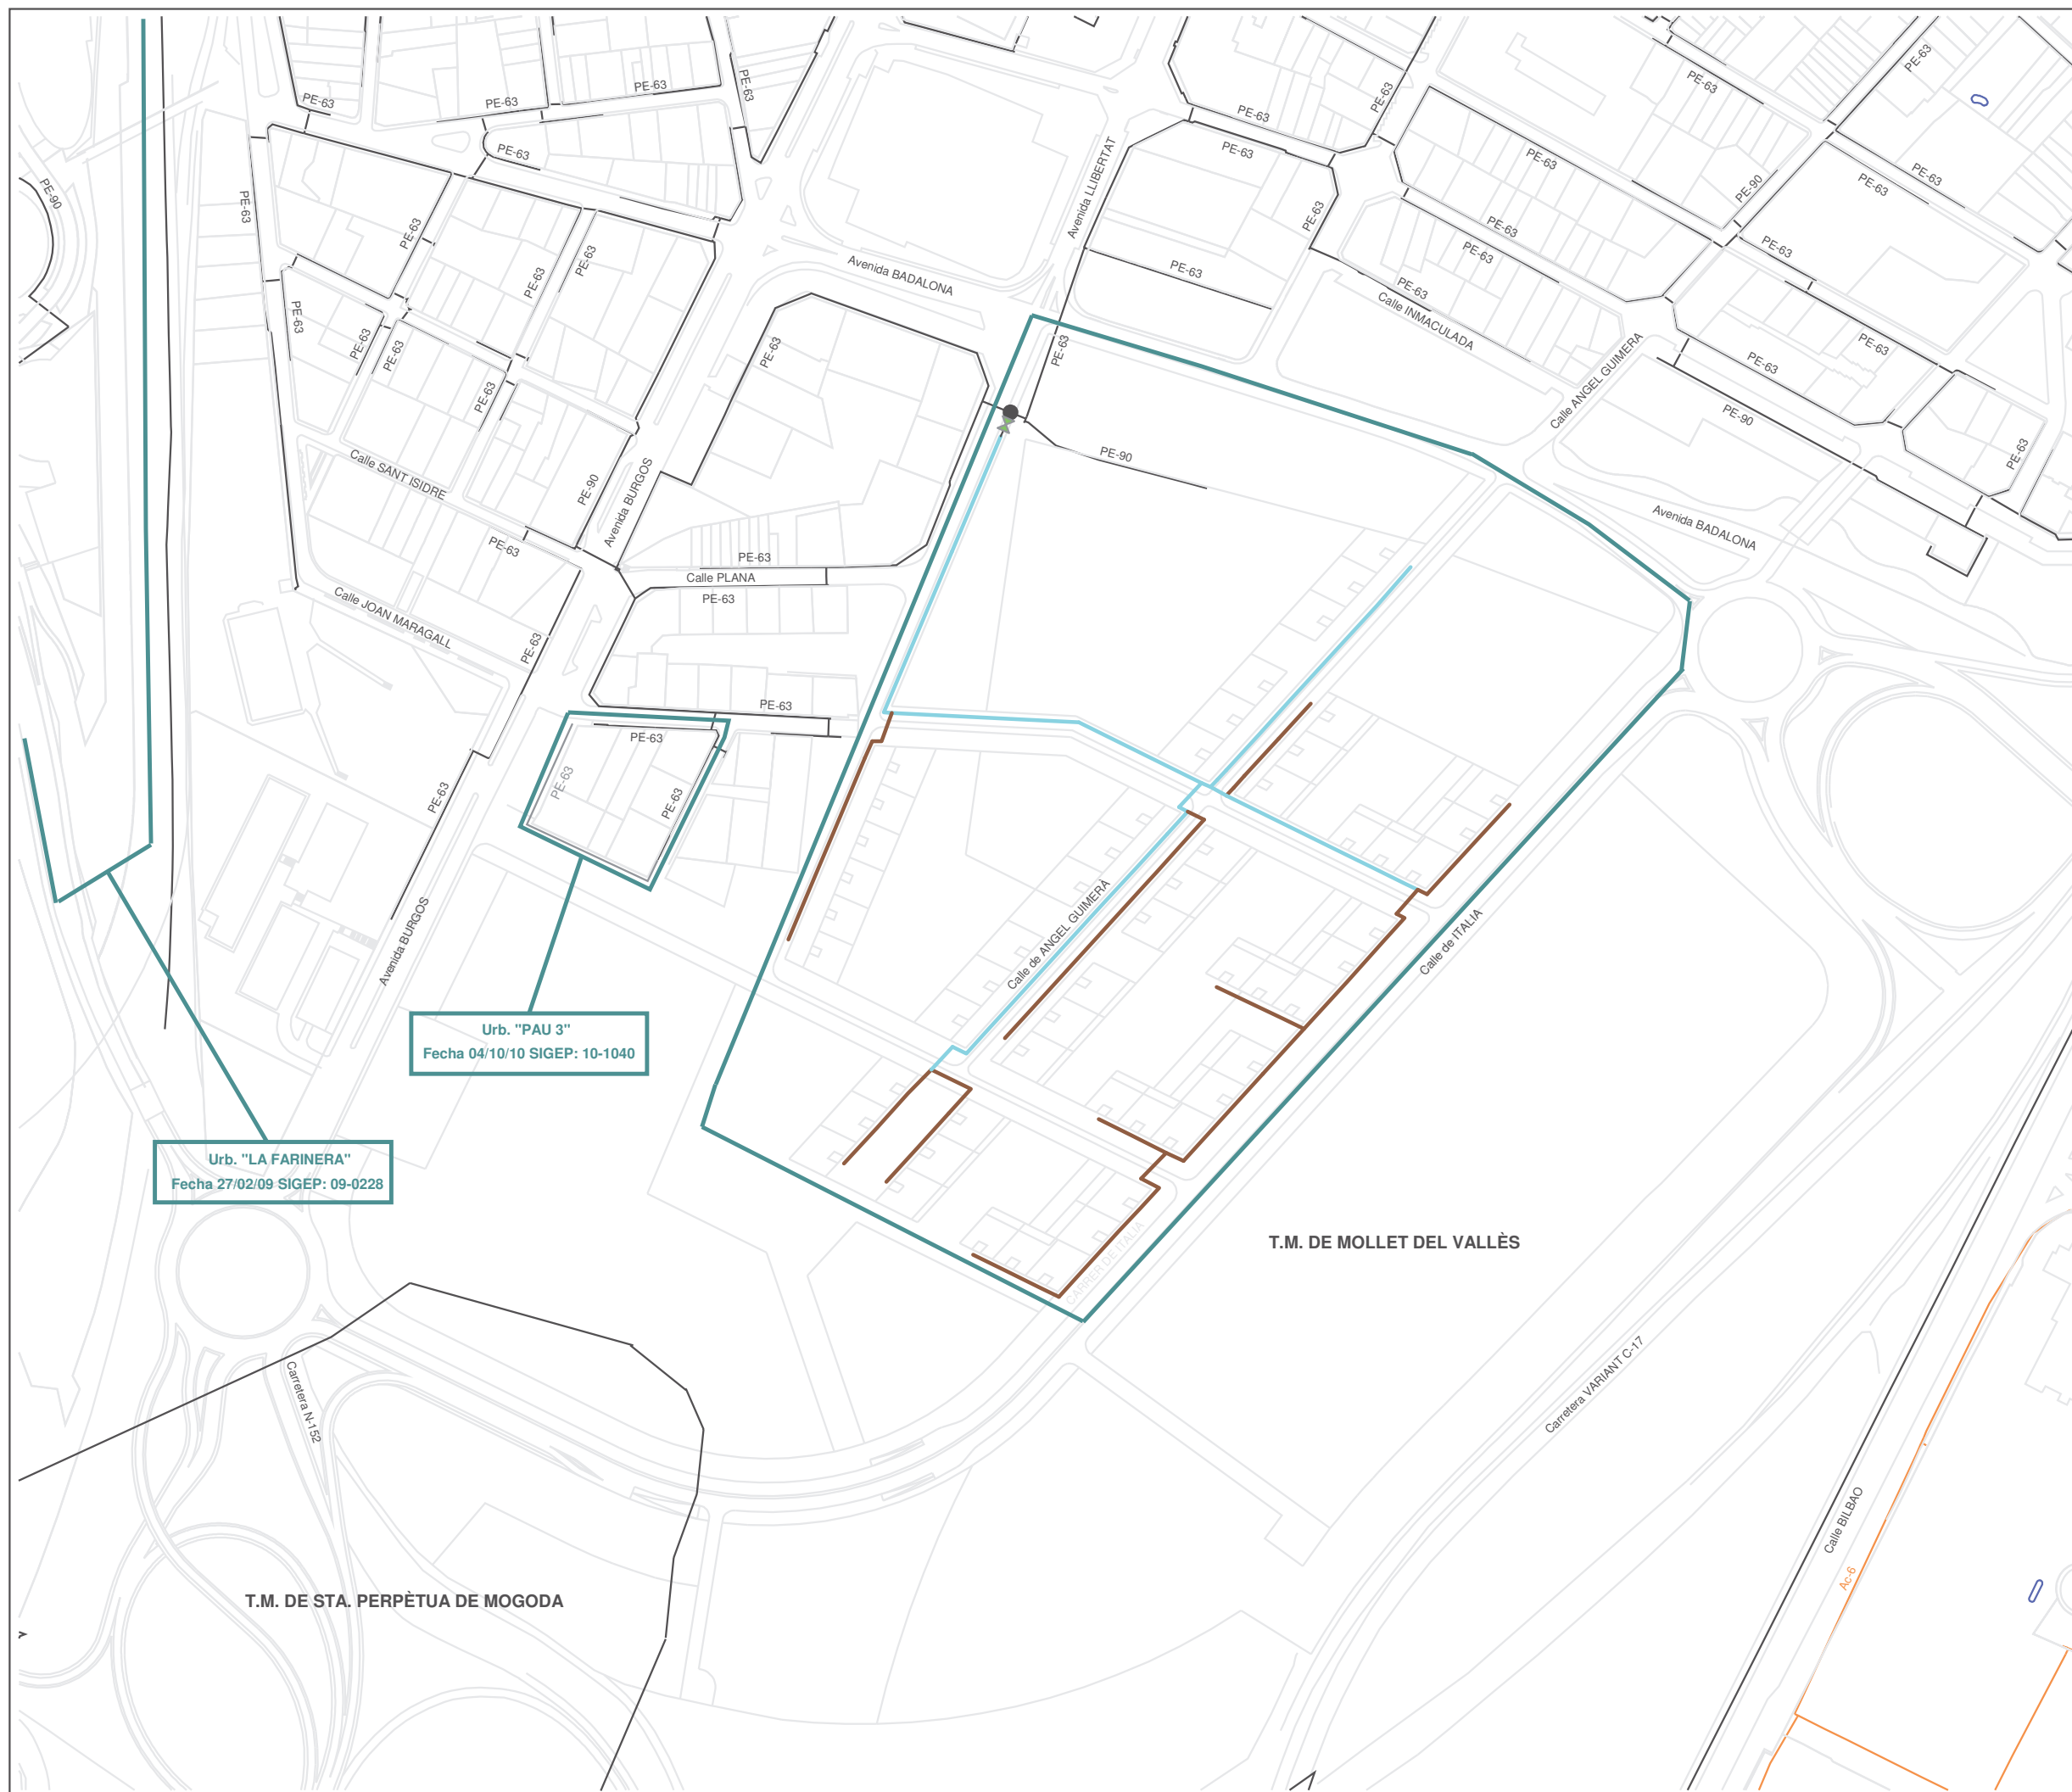 PE-63
PE-63
PE-63
PE-63
PE-63
PE-63
PE-63
PE-63
PE-63
PE-63
PE-63
PE-90
PE-63
Avenida LLIBERTAT
PE-63
PE-63
PE-63
PE-90
PE-63
PE-63
PE-63
PE-63
PE-63
PE-63
PE-63
PE-63
PE-63
Avenida BADALONA
PE-63
PE-63
Calle INMACULADA
PE-63
PE-63
PE-63
PE-63
PE-63
PE-63
Calle ANGEL GUIMERA
PE-63
PE-63
PE-63
PE-90
PE-63
Calle SANT ISIDRE
PE-90
Avenida BURGOS
PE-90
Avenida BADALONA
PE-63
PE-63
Calle PLANA
PE-63
Calle JOAN MARAGALL
PE-63
PE-63
PE-63
PE-63
PE-63
PE-63
Avenida BURGOS
Calle de ANGEL GUIMERÀ
Calle de ITALIA
Urb. "PAU 3"
Fecha 04/10/10 SIGEP: 10-1040
Urb. "LA FARINERA"
Fecha 27/02/09 SIGEP: 09-0228
CARRER DE ITALIA
T.M. DE MOLLET DEL VALLÈS
Carretera N-152
Carretera VARIANT C-17
Calle BILBAO
Ac-6
T.M. DE STA. PERPÈTUA DE MOGODA